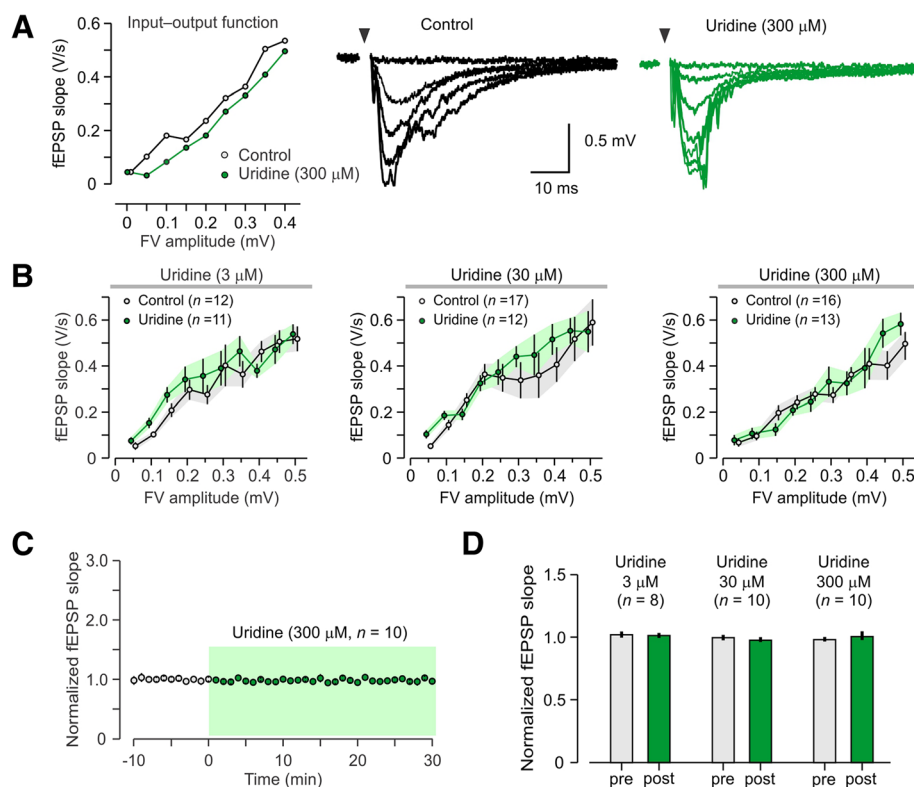 A
Input–output function
fEPSP slope (V/s)
0.6
0.4
0.2
0
Control
Uridine (300 µM)
0 0.1 0.2 0.3 0.4
FV amplitude (mV)
Control
0.5 mV
10 ms
Uridine (300 µM)
B
Uridine (3 µM)
Control (n =12)
Uridine (n =11)
fEPSP slope (V/s)
0.6
0.4
0.2
0
0 0.1 0.2 0.3 0.4 0.5
FV amplitude (mV)
Uridine (30 µM)
Control (n =17)
Uridine (n =12)
fEPSP slope (V/s)
0.6
0.4
0.2
0
0 0.1 0.2 0.3 0.4 0.5
FV amplitude (mV)
Uridine (300 µM)
Control (n =16)
Uridine (n =13)
fEPSP slope (V/s)
0.6
0.4
0.2
0
0 0.1 0.2 0.3 0.4 0.5
FV amplitude (mV)
C
Normalized fEPSP slope
3.0
2.0
1.0
0
Uridine (300 µM, n = 10)
-10 0 10 20 30
Time (min)
D
Normalized fEPSP slope
1.5
1.0
0.5
0
Uridine
3 µM
(n = 8)
Uridine
30 µM
(n = 10)
Uridine
300 µM
(n = 10)
pre post pre post pre post